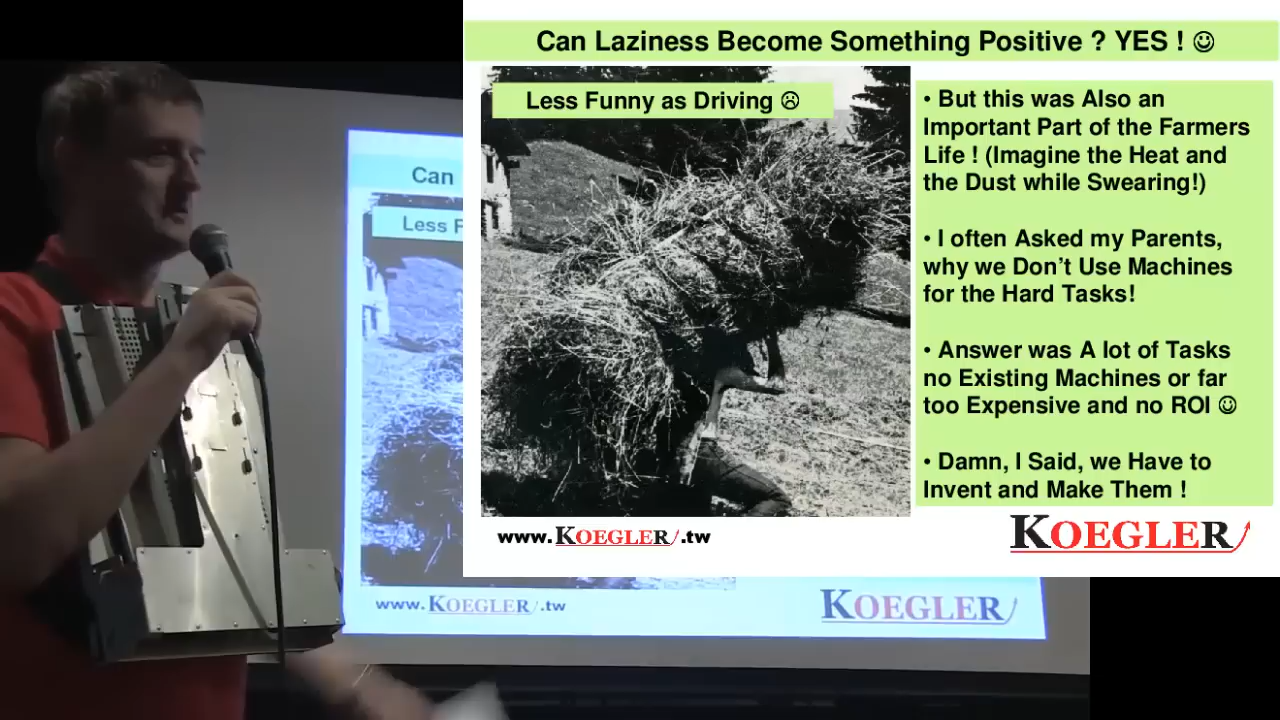 Can Laziness Become Something Positive ? YES ! ☺
Less Funny as Driving ☹
• But this was Also an
Important Part of the Farmers
Life ! (Imagine the Heat and
the Dust while Swearing!)
• I often Asked my Parents,
why we Don't Use Machines
for the Hard Tasks!
• Answer was A lot of Tasks
no Existing Machines or far
too Expensive and no ROI ☺
• Damn, I Said, we Have to
Invent and Make Them !
www.KOEGLER.tw
KOEGLER
Can
Less F
www.KOEGLER.tw
KOEGLER